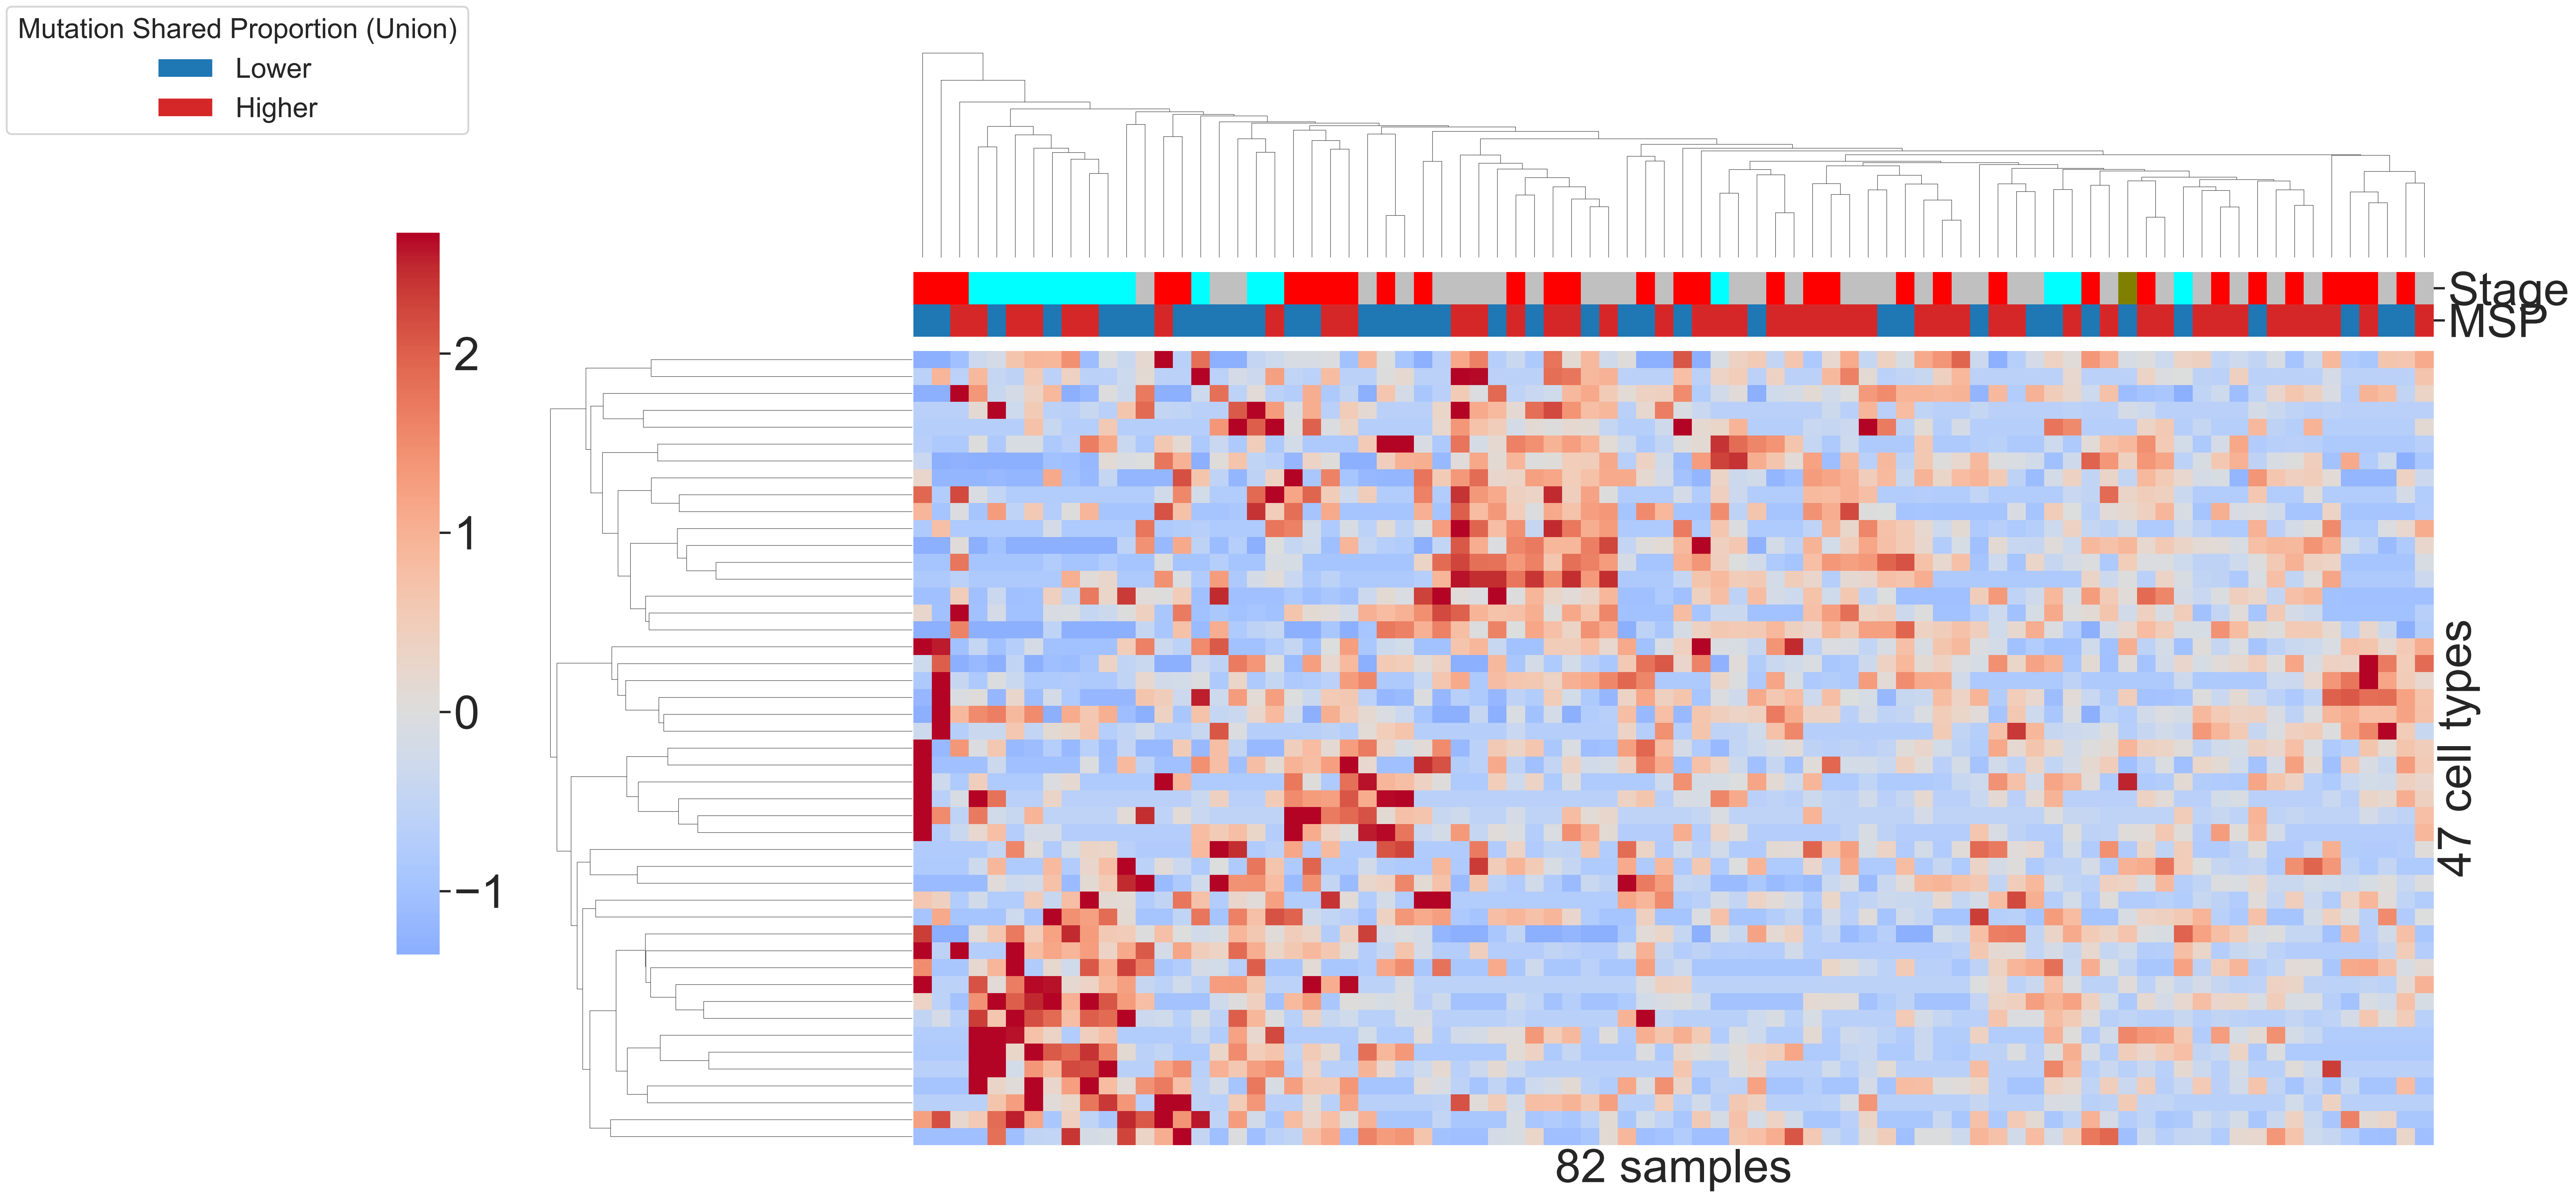 Mutation Shared Proportion (Union)
Lower
Higher
2
1
0
−1
Stage
MSP
47 cell types
82 samples